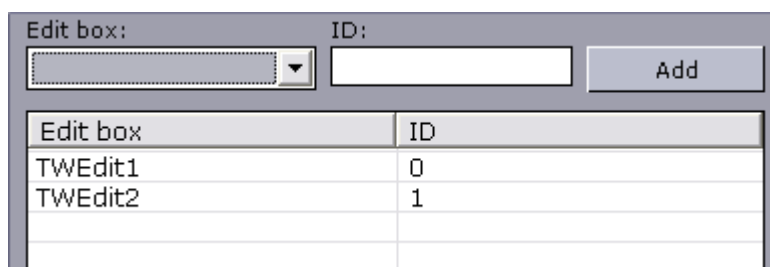 Edit box: ID:
Add
Edit box ID
TWEdit1 0
TWEdit2 1